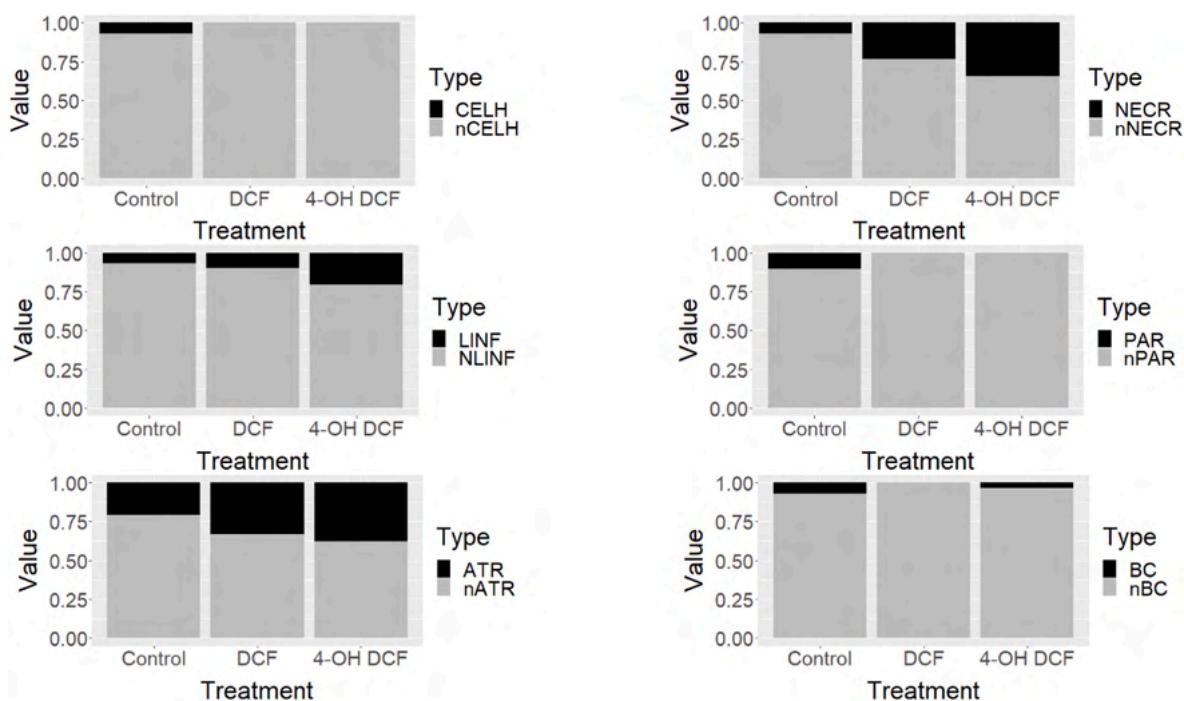 1.00
0.75
0.50
0.25
0.00
Value
Control DCF 4-OH DCF
Treatment
Type
CELH
nCELH
1.00
0.75
0.50
0.25
0.00
Value
Control DCF 4-OH DCF
Treatment
Type
NECR
nNECR
1.00
0.75
0.50
0.25
0.00
Value
Control DCF 4-OH DCF
Treatment
Type
LINF
NLINF
1.00
0.75
0.50
0.25
0.00
Value
Control DCF 4-OH DCF
Treatment
Type
PAR
nPAR
1.00
0.75
0.50
0.25
0.00
Value
Control DCF 4-OH DCF
Treatment
Type
ATR
nATR
1.00
0.75
0.50
0.25
0.00
Value
Control DCF 4-OH DCF
Treatment
Type
BC
nBC